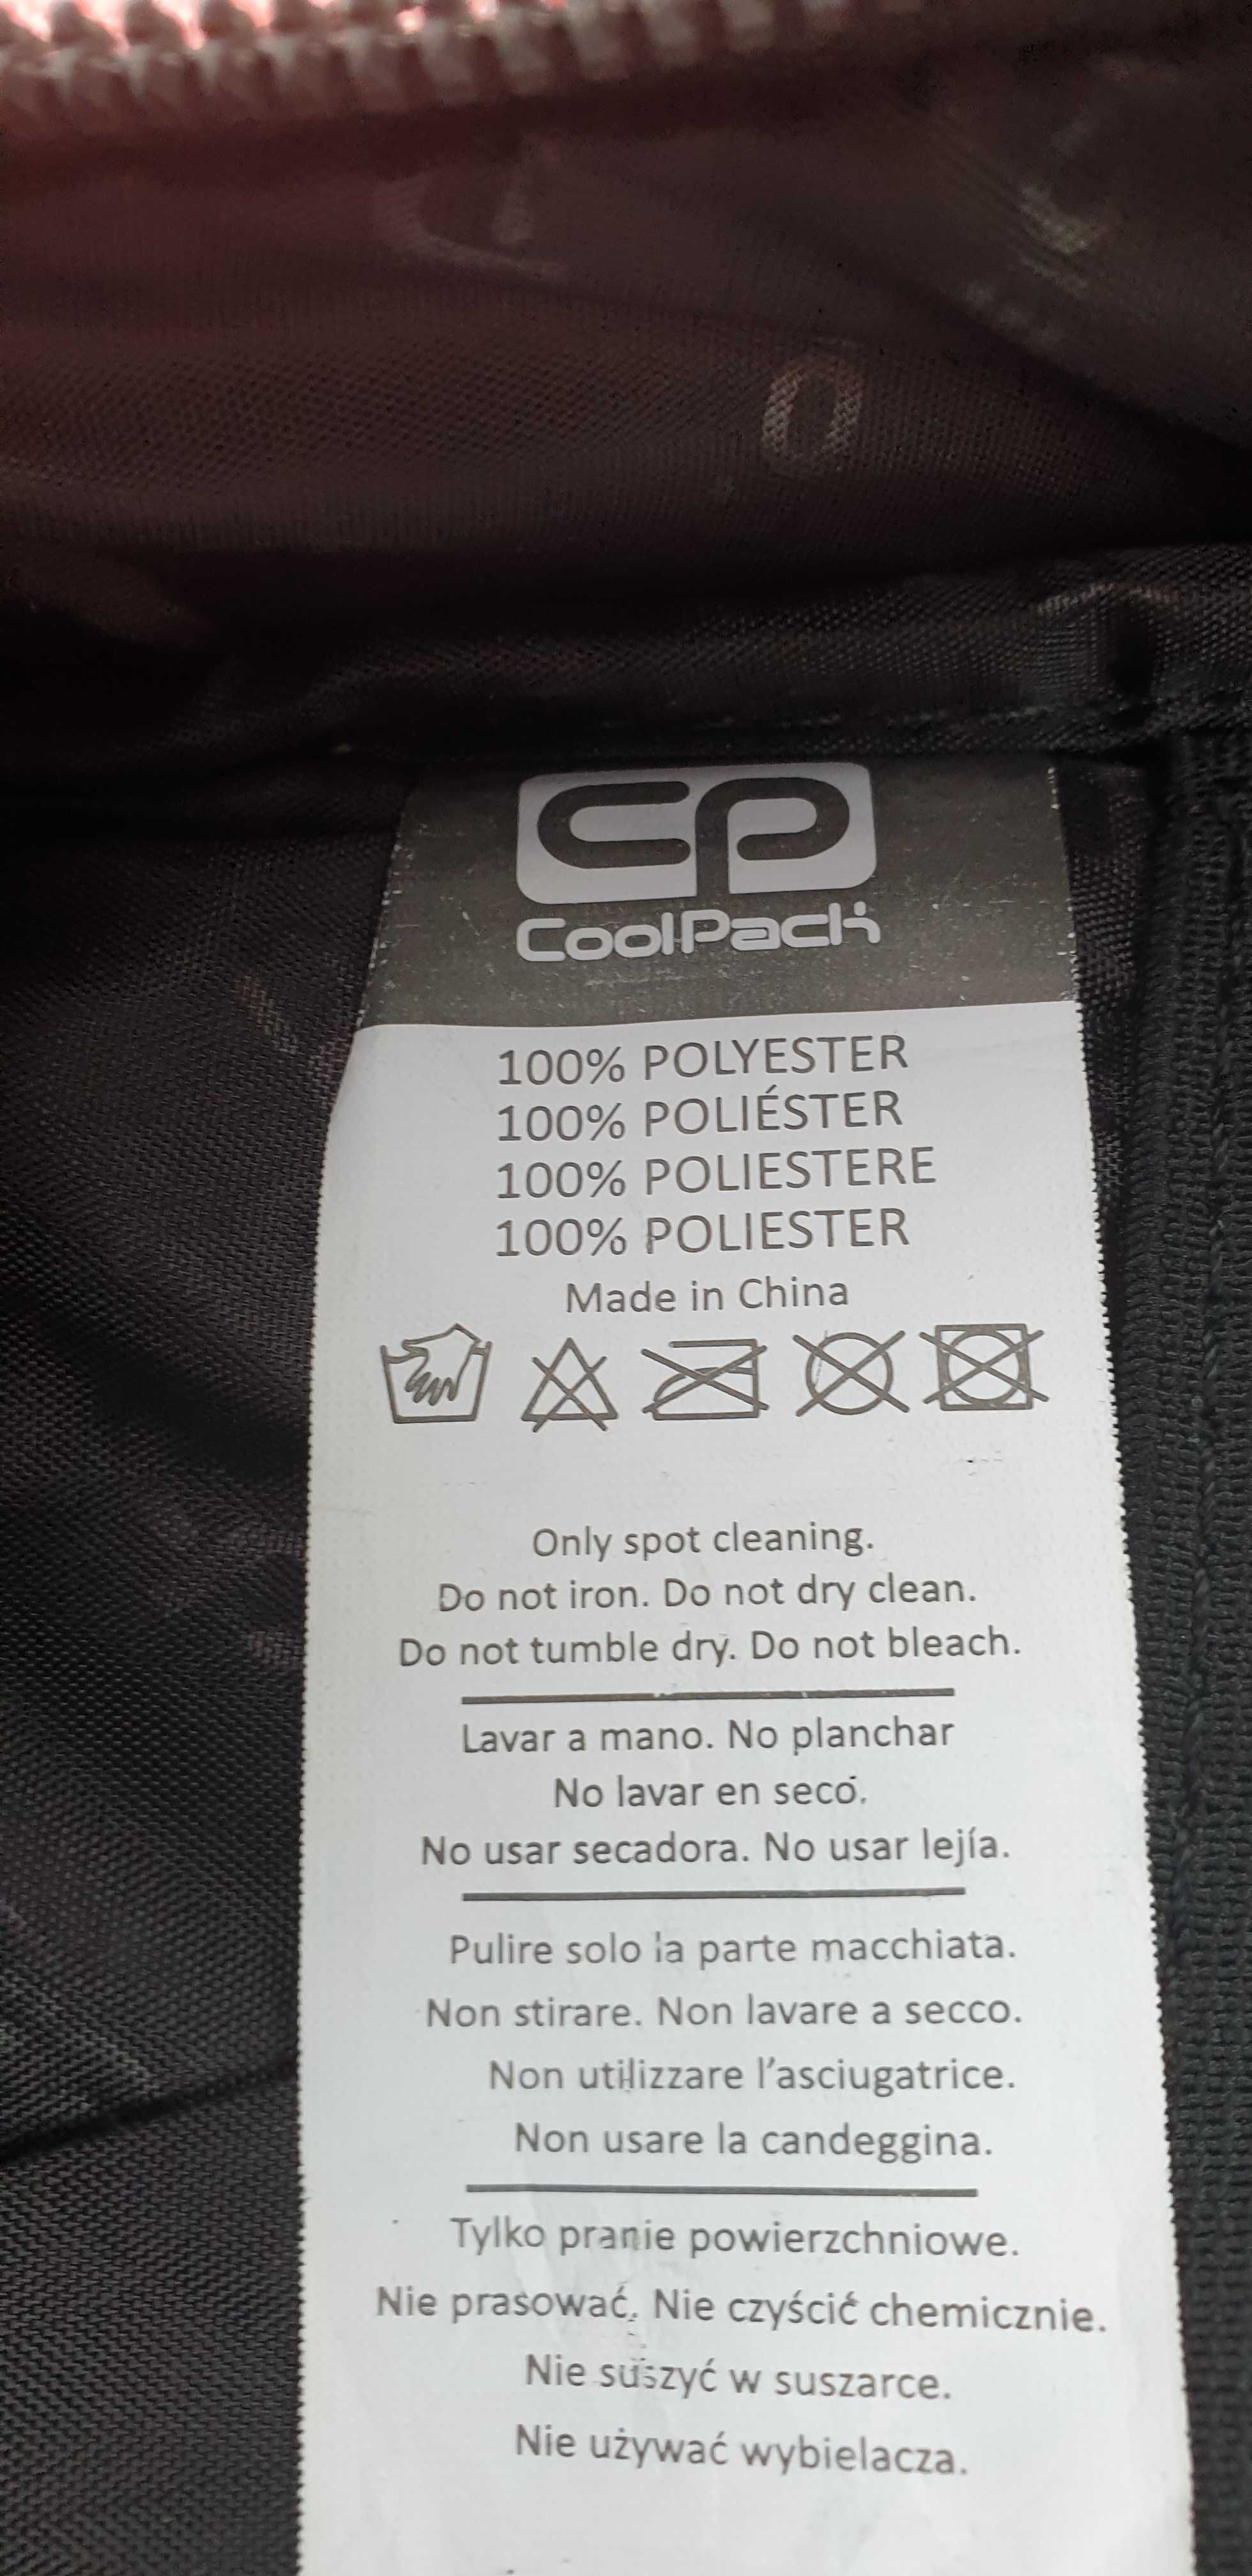 CP
CoolPack
100% POLYESTER
100% POLIÉSTER
100% POLIESTERE
100% POLIESTER
Made in China
Only spot cleaning.
Do not iron. Do not dry clean.
Do not tumble dry. Do not bleach.
Lavar a mano. No planchar
No lavar en seco.
No usar secadora. No usar lejía.
Pulire solo la parte macchiata.
Non stirare. Non lavare a secco.
Non utilizzare l'asciugatrice.
Non usare la candeggina.
Tylko pranie powierzchniowe.
Nie prasować. Nie czyścić chemicznie.
Nie suszyć w suszarce.
Nie używać wybielacza.